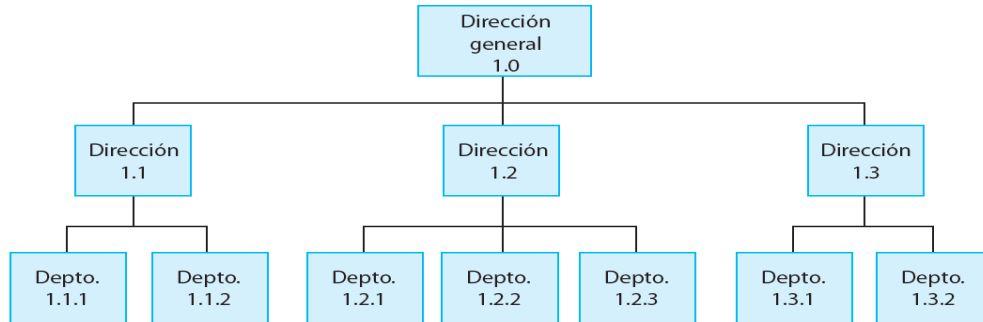 Dirección
general
1.0
Dirección
1.1
Dirección
1.2
Dirección
1.3
Depto.
1.1.1
Depto.
1.1.2
Depto.
1.2.1
Depto.
1.2.2
Depto.
1.2.3
Depto.
1.3.1
Depto.
1.3.2